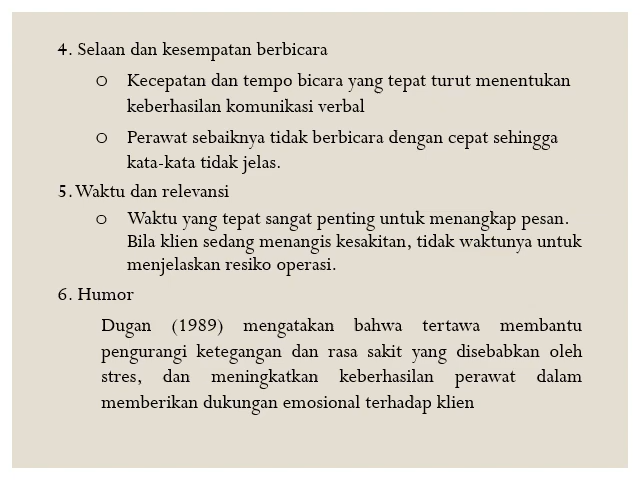 4. Selaan dan kesempatan berbicara
o Kecepatan dan tempo bicara yang tepat turut menentukan
keberhasilan komunikasi verbal
o Perawat sebaiknya tidak berbicara dengan cepat sehingga
kata-kata tidak jelas.
5. Waktu dan relevansi
o Waktu yang tepat sangat penting untuk menangkap pesan.
Bila klien sedang menangis kesakitan, tidak waktunya untuk
menjelaskan resiko operasi.
6. Humor
Dugan (1989) mengatakan bahwa tertawa membantu
pengurangi ketegangan dan rasa sakit yang disebabkan oleh
stres, dan meningkatkan keberhasilan perawat dalam
memberikan dukungan emosional terhadap klien